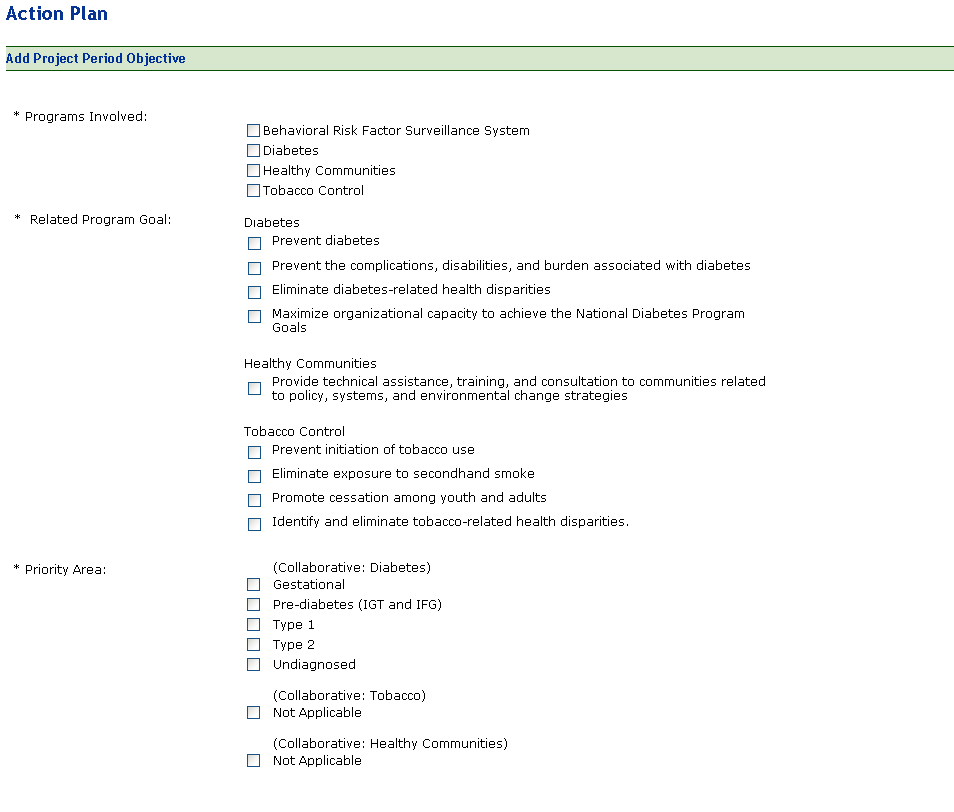 Action Plan
Add Project Period Objective
* Programs Involved:
Behavioral Risk Factor Surveillance System
Diabetes
Healthy Communities
Tobacco Control
* Related Program Goal:
Diabetes
Prevent diabetes
Prevent the complications, disabilities, and burden associated with diabetes
Eliminate diabetes-related health disparities
Maximize organizational capacity to achieve the National Diabetes Program
Goals
Healthy Communities
Provide technical assistance, training, and consultation to communities related
to policy, systems, and environmental change strategies
Tobacco Control
Prevent initiation of tobacco use
Eliminate exposure to secondhand smoke
Promote cessation among youth and adults
Identify and eliminate tobacco-related health disparities.
* Priority Area:
(Collaborative: Diabetes)
Gestational
Pre-diabetes (IGT and IFG)
Type 1
Type 2
Undiagnosed
(Collaborative: Tobacco)
Not Applicable
(Collaborative: Healthy Communities)
Not Applicable